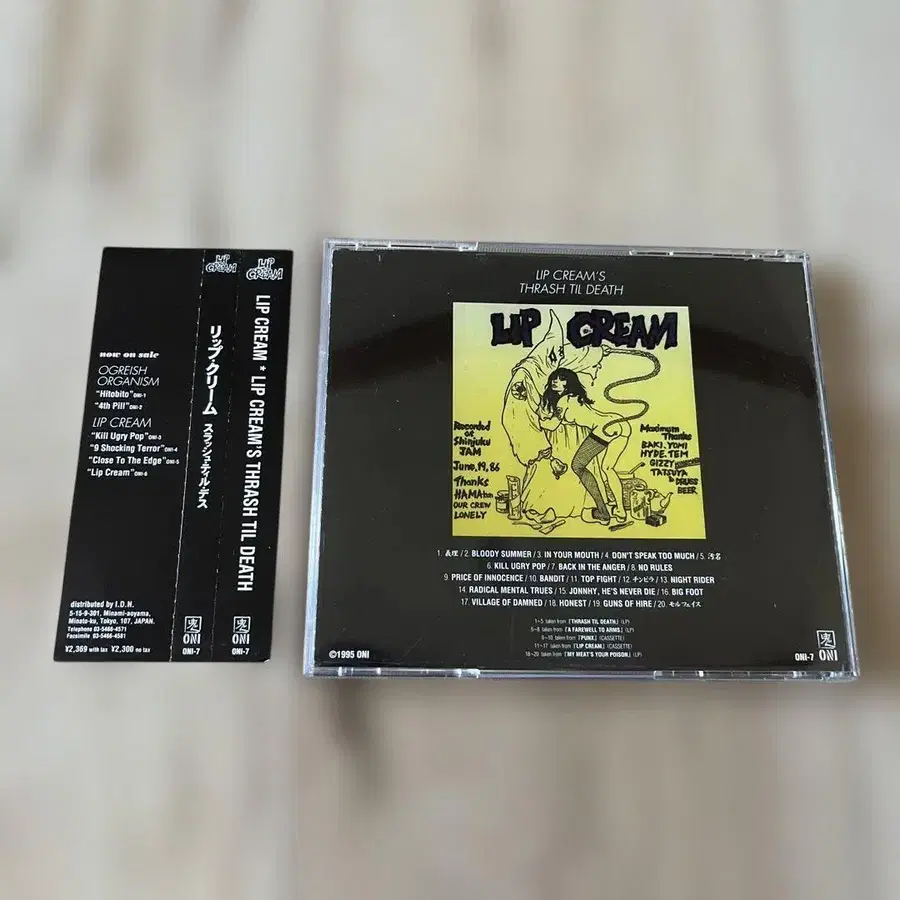 LIP CREAM
now on sale
OGREISH
ORGANISM
"Hitobito" ONI-1
"4th Pill" ONI-2
LIP CREAM
"Kill Ugry Pop" ONI-3
"9 Shocking Terror" ONI-4
"Close To The Edge" ONI-5
"Lip Cream" ONI-6
distributed by I.D.N.
5-15-9-301, Minami-aoyama,
Minato-ku, Tokyo, 107, JAPAN.
Telephone 03-5466-4571
Facsimile 03-5466-4581
¥2,369 with tax ¥2,300 no tax
リップ・クリーム スラッシュ・ティル・デス
鬼 ONI
ONI-7
LIP CREAM
LIP CREAM * LIP CREAM'S THRASH TIL DEATH
鬼 ONI
ONI-7
LIP CREAM'S
THRASH TIL DEATH
LIP CREAM
Recorded
at
Shinjuku
JAM
June, 19, 86
Thanks
HAMA
OUR CREW
LONELY
Maximum
Thanks
BAKI. YOMI
HYDE. TEM
GIZZY
TATSUYA
& DRUGS
BEER
1. 義理/2. BLOODY SUMMER/3. IN YOUR MOUTH/4. DON'T SPEAK TOO MUCH/5. 汚名
6. KILL UGRY POP/7. BACK IN THE ANGER/8. NO RULES
9. PRICE OF INNOCENCE/10. BANDIT/11. TOP FIGHT/12. チンピラ/13. NIGHT RIDER
14. RADICAL MENTAL TRUES/15. JONNHY, HE'S NEVER DIE/16. BIG FOOT
17. VILLAGE OF DAMNED/18. HONEST/19. GUNS OF HIRE/20. セルフェイス
1~5 taken from「THRASH TIL DEATH」(LP)
6~8 taken from「A FAREWELL TO ARMS」(LP)
9~10 taken from「PUNX」(CASSETTE)
11~17 taken from「LIP CREAM」(CASSETTE)
18~20 taken from「MY MEAT'S YOUR POISON」(LP)
©1995 ONI
ONI-7
鬼 ONI